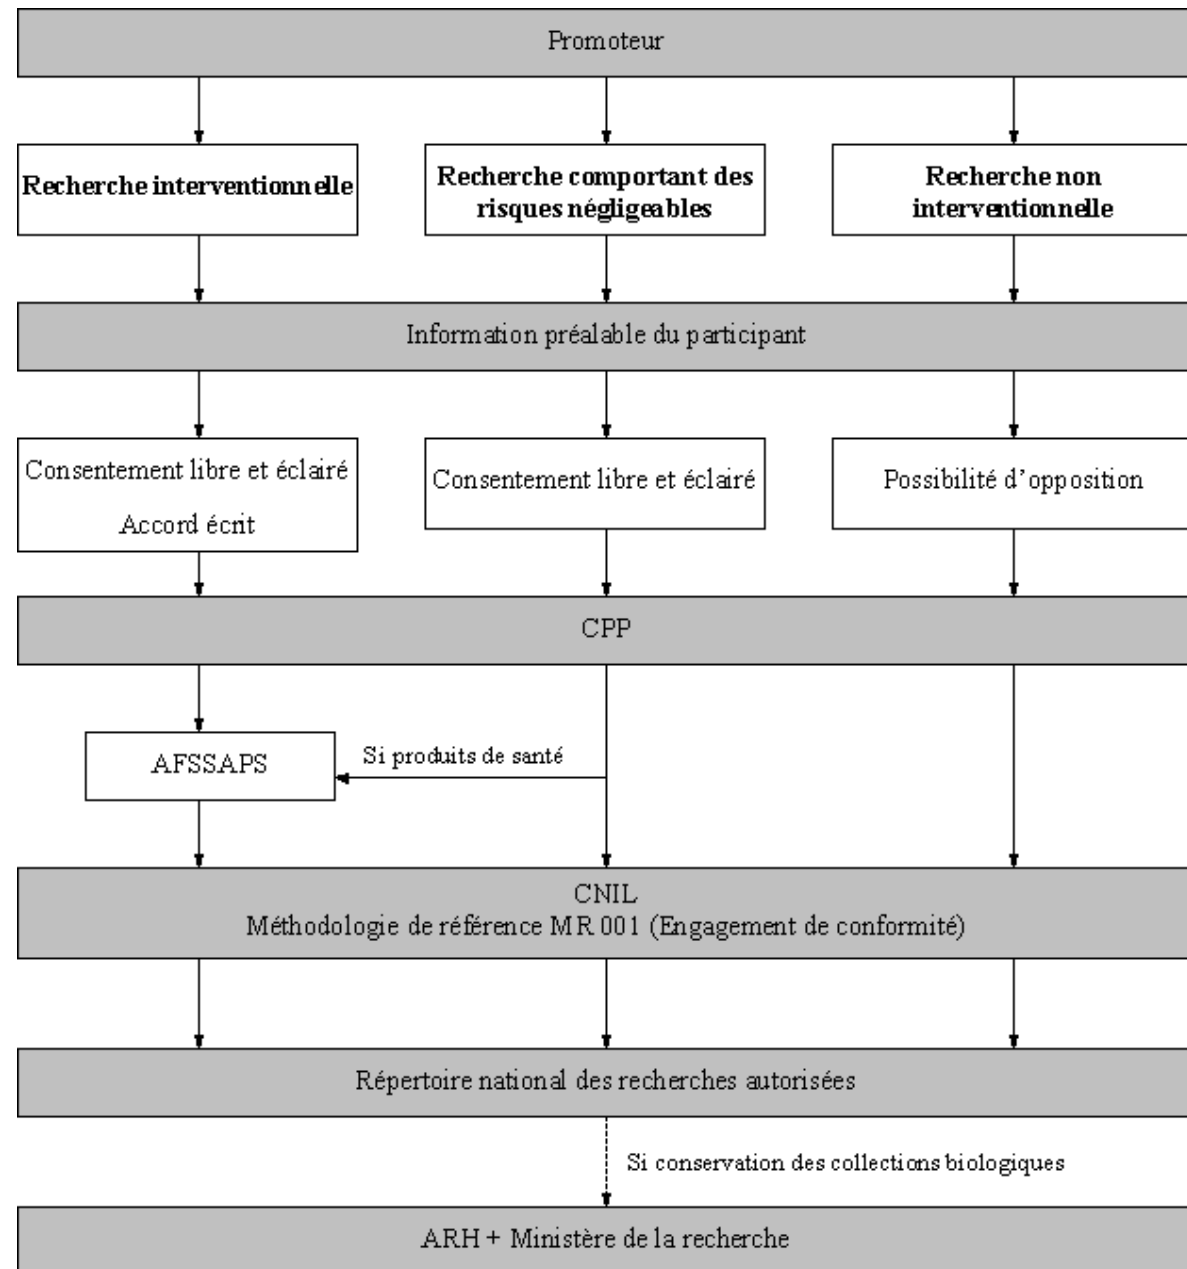 Promoteur
Recherche interventionnelle
Recherche comportant des
risques négligeables
Recherche non
interventionnelle
Information préalable du participant
Consentement libre et éclairé
Accord écrit
Consentement libre et éclairé
Possibilité d'opposition
CPP
AFSSAPS
Si produits de santé
CNIL
Méthodologie de référence MR 001 (Engagement de conformité)
Répertoire national des recherches autorisées
Si conservation des collections biologiques
ARH + Ministère de la recherche